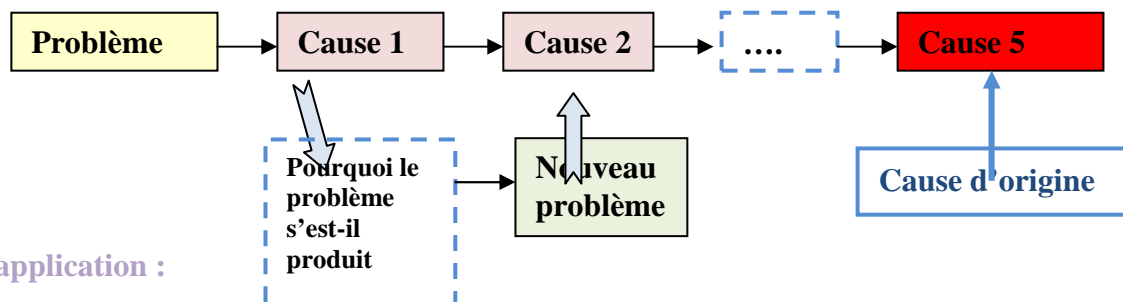 Problème
Cause 1
Cause 2
....
Cause 5
Pourquoi le
problème
s’est-il
produit
Nouveau
problème
Cause d’origine
application :